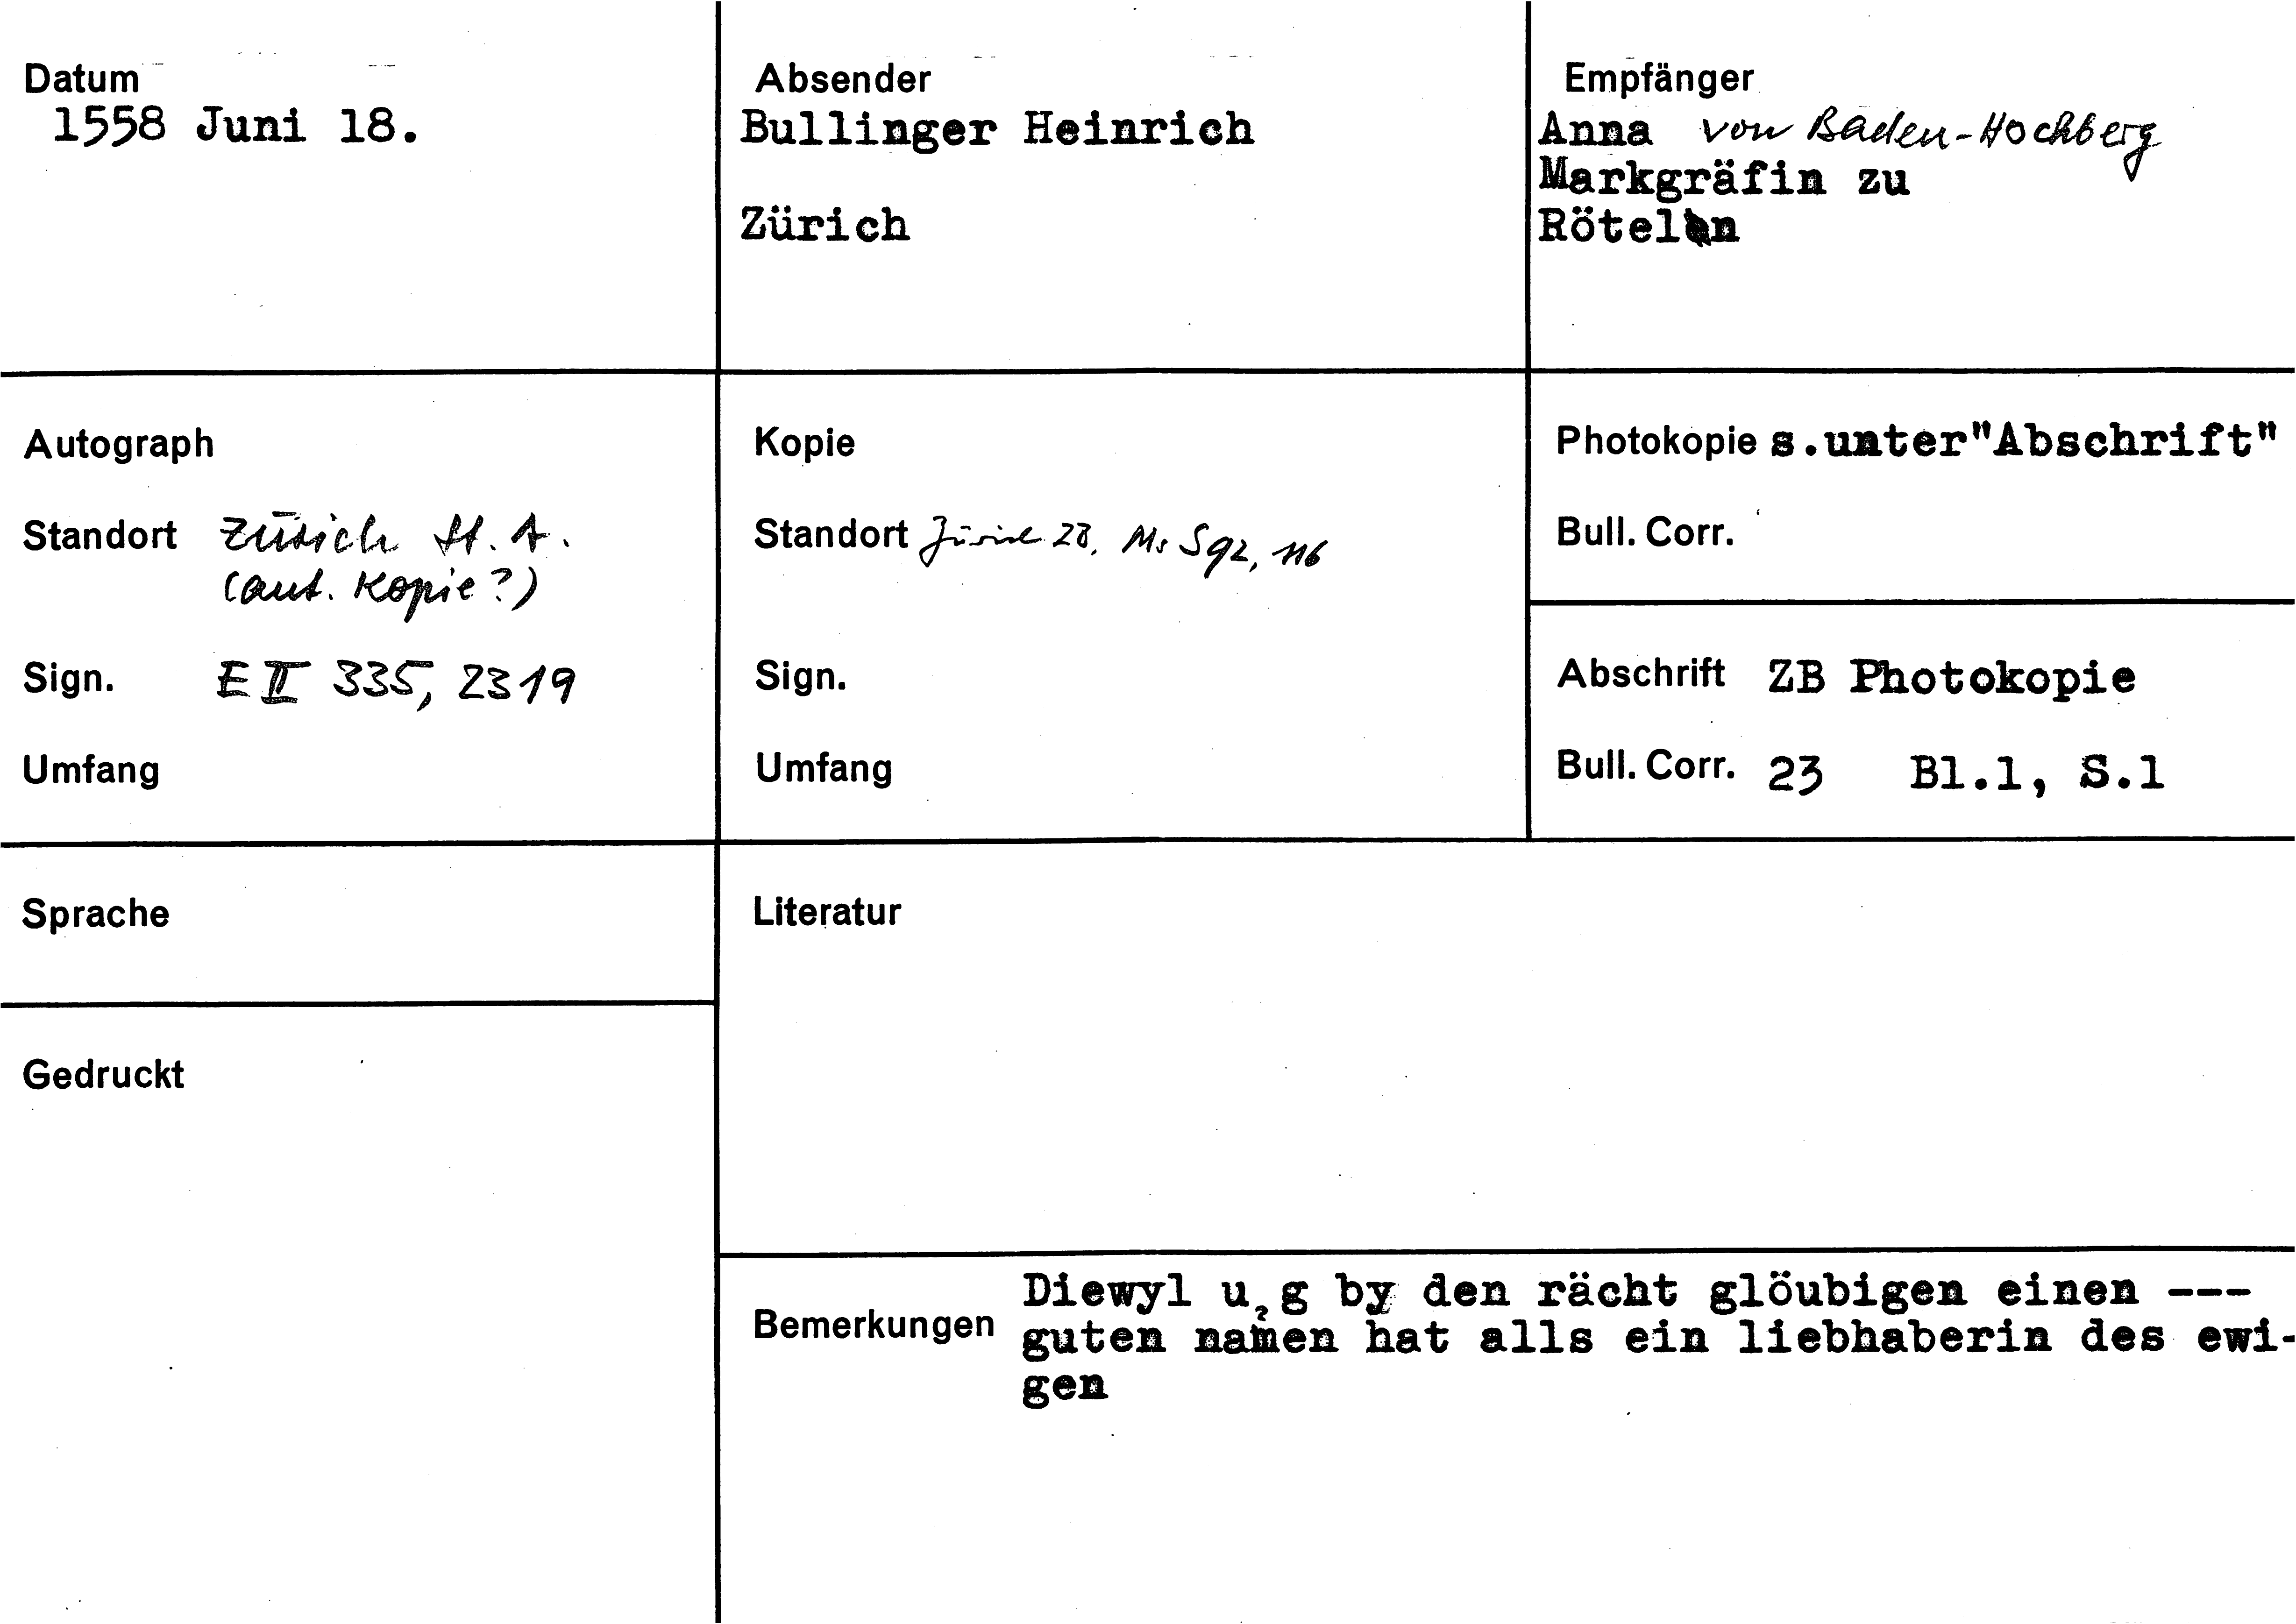 Datum
1558 Juni 18.
Absender
Bullinger Heinrich
Zürich
Empfänger
Anna von Baden-Hochberg
Markgräfin zu
Röteln
Autograph
Standort Zürich St. A.
(aut. Kopie?)
Sign. E II 335, 2319
Umfang
Kopie
Standort Zürich ZB, Ms S 92, 116
Sign.
Umfang
Photokopie s.unter"Abschrift"
Bull. Corr.
Abschrift ZB Photokopie
Bull. Corr. 23 Bl.1, S.1
Sprache
Literatur
Gedruckt
Bemerkungen
Diewyl u g by den rächt glöubigen einen ---
?
guten namen hat alls ein liebhaberin des ewi-
gen